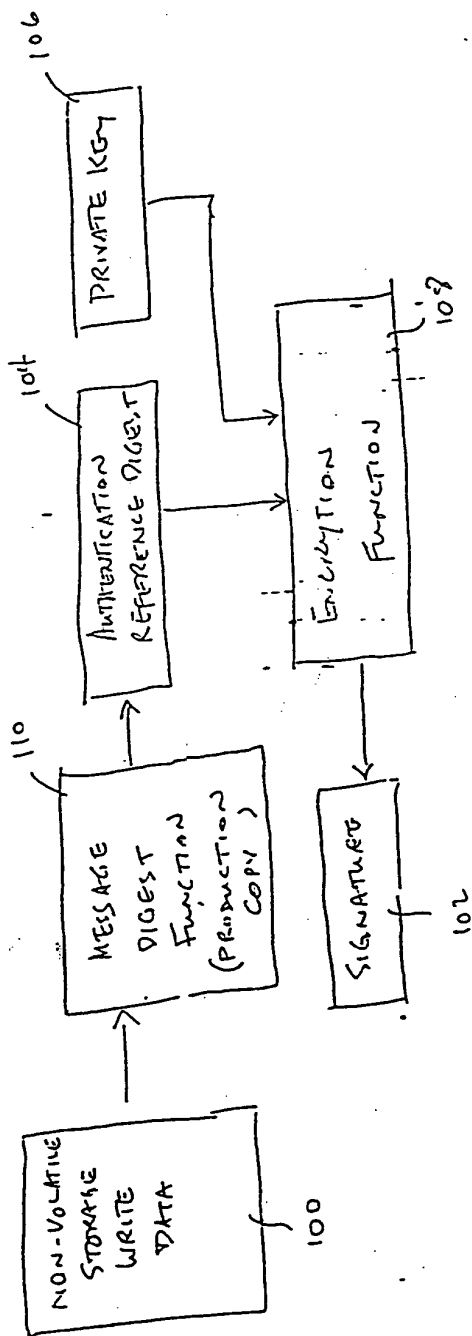 NON-VOLATILE
STORAGE
WRITE
DATA
100
110
MESSAGE
DIGEST
FUNCTION
(PRODUCTION
COPY)
104
AUTHENTICATION
REFERENCE DIGEST
106
PRIVATE KEY
ENCRYPTION
FUNCTION
108
SIGNATURE
102